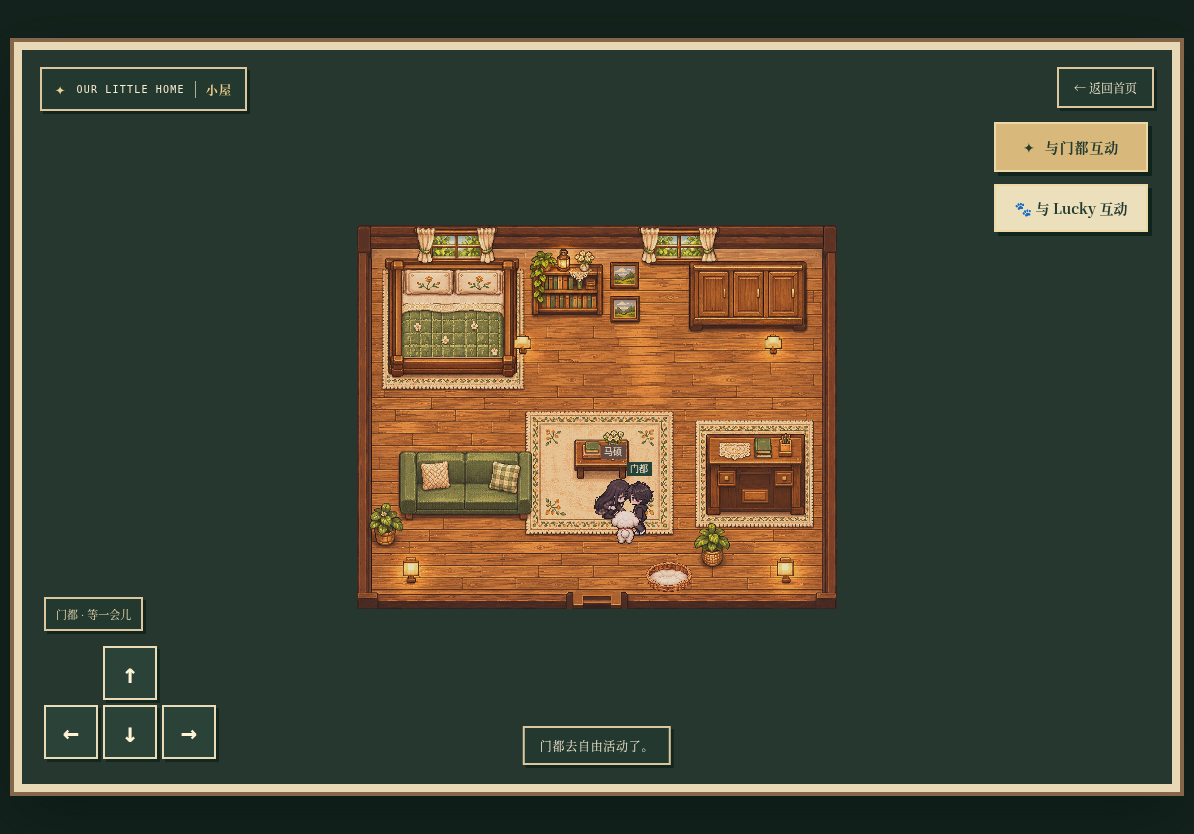 ✦ OUR LITTLE HOME | 小屋
← 返回首页
✦ 与门都互动
🐾 与 Lucky 互动
马硕
门都
门都 · 等一会儿
↑
← ↓ →
门都去自由活动了。